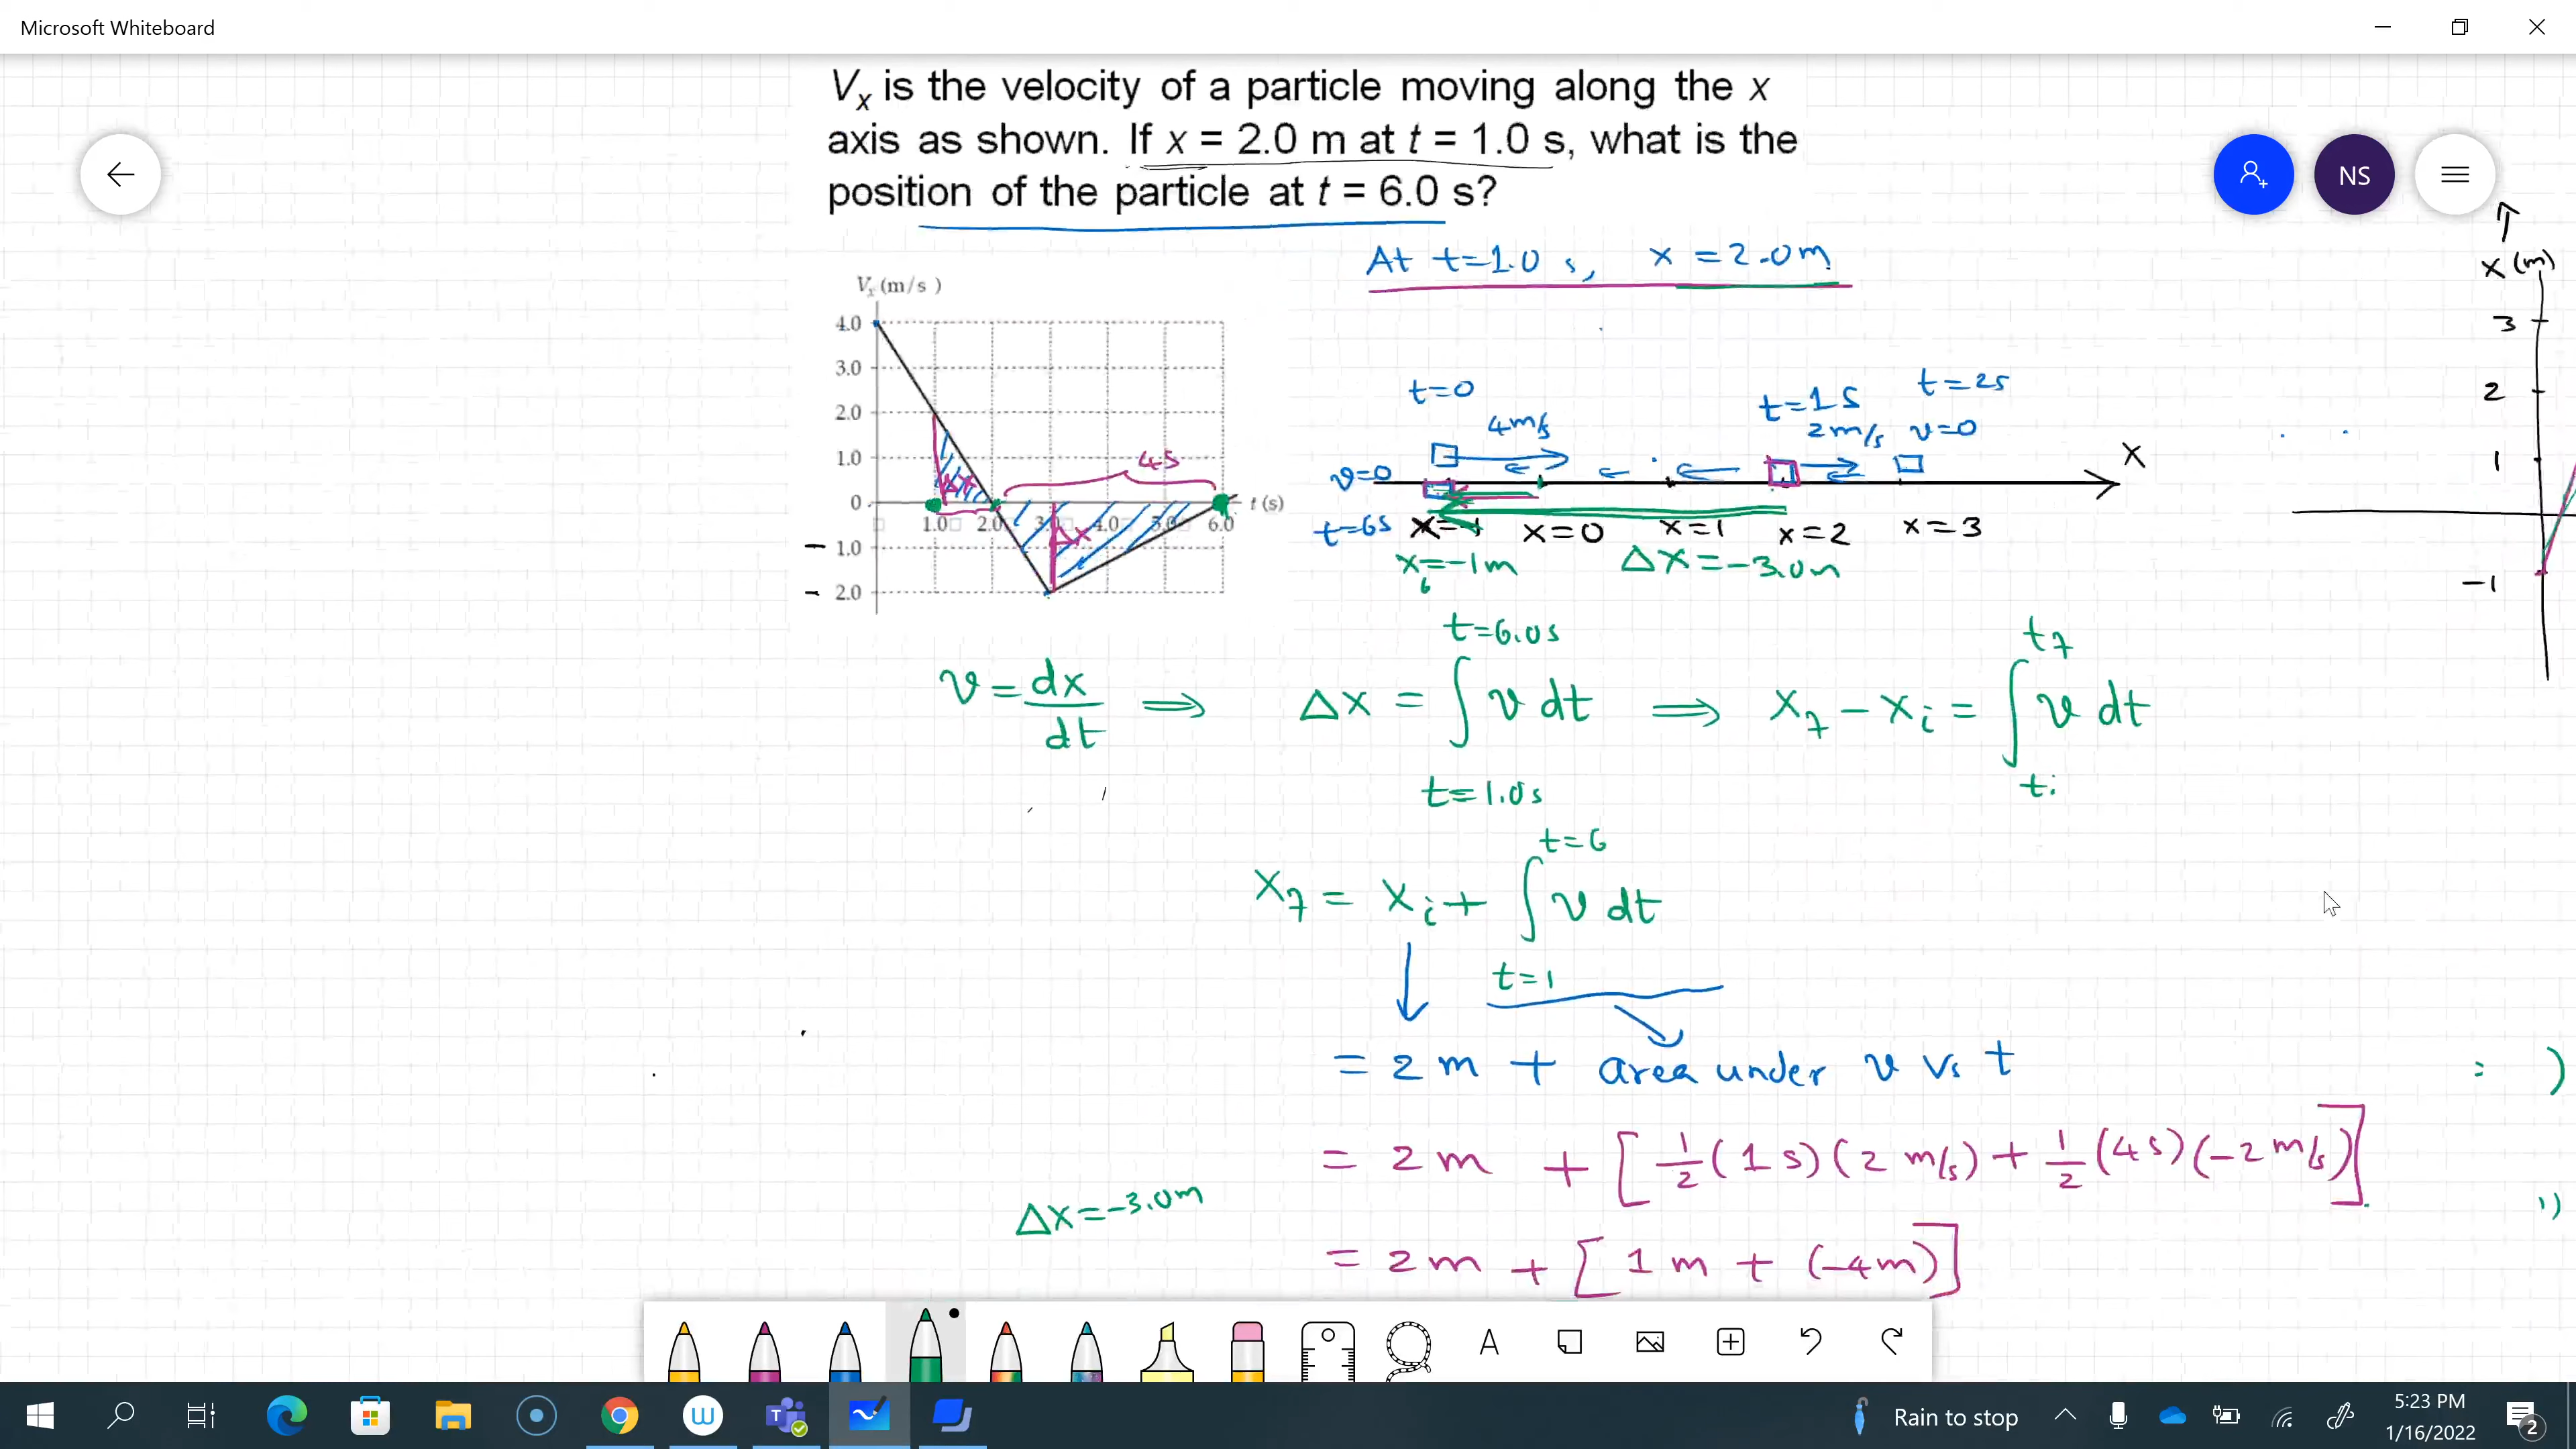 Microsoft Whiteboard
Vx is the velocity of a particle moving along the x
axis as shown. If x = 2.0 m at t = 1.0 s, what is the
position of the particle at t = 6.0 s?
NS
At t=1.0 s, x = 2.0m
x (m)
3
2
1
-1
Vx (m/s )
4.0
3.0
2.0
1.0
0
- 1.0
- 2.0
1.0 2.0 3.0 4.0 5.0 6.0 t (s)
Δx
4s
Δx
t=0
4m/s
t=1s
2m/s
t=2s
v=0
x
v=0
t=6s
x=-1 x=0 x=1 x=2 x=3
x6=-1m Δx=-3.0m
v = dx/dt ⟹ Δx = ∫ v dt ⟹ xf - xi = ∫ v dt
t=6.0s
t=1.0s
tf
ti
xf = xi + ∫ v dt
t=6
t=1
= 2 m + area under v vs t
= 2 m + [1/2 (1 s)(2 m/s) + 1/2 (4 s)(-2 m/s)]
Δx=-3.0m
= 2 m + [1 m + (-4m)]
A
Rain to stop
5:23 PM
1/16/2022
2